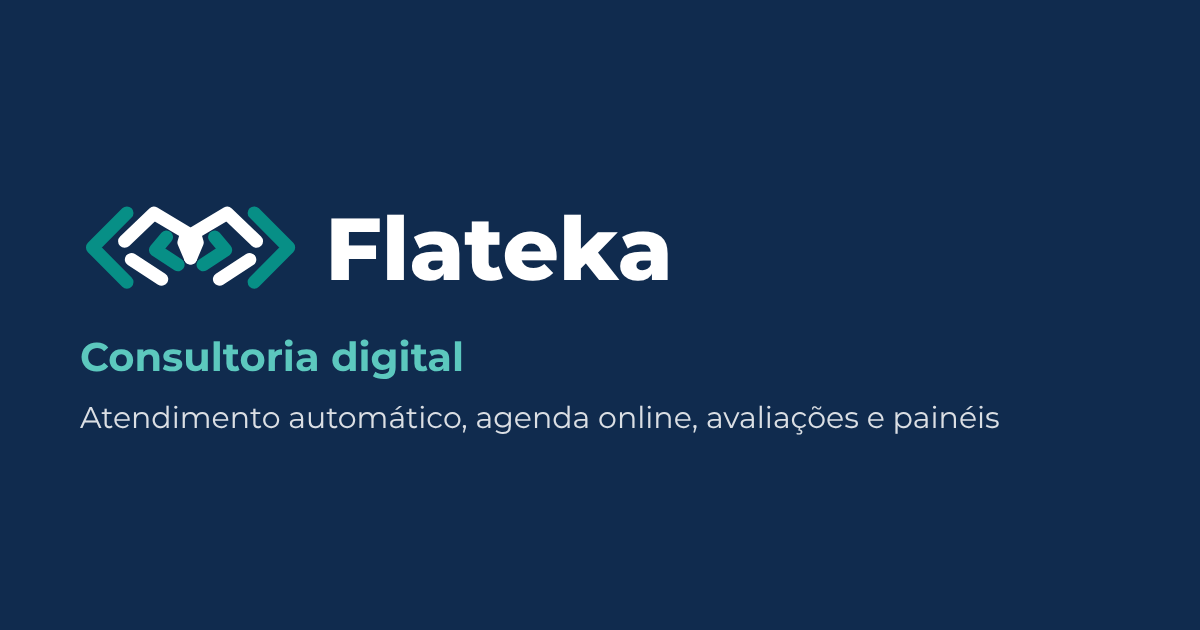 Flateka
Consultoria digital
Atendimento automático, agenda online, avaliações e painéis